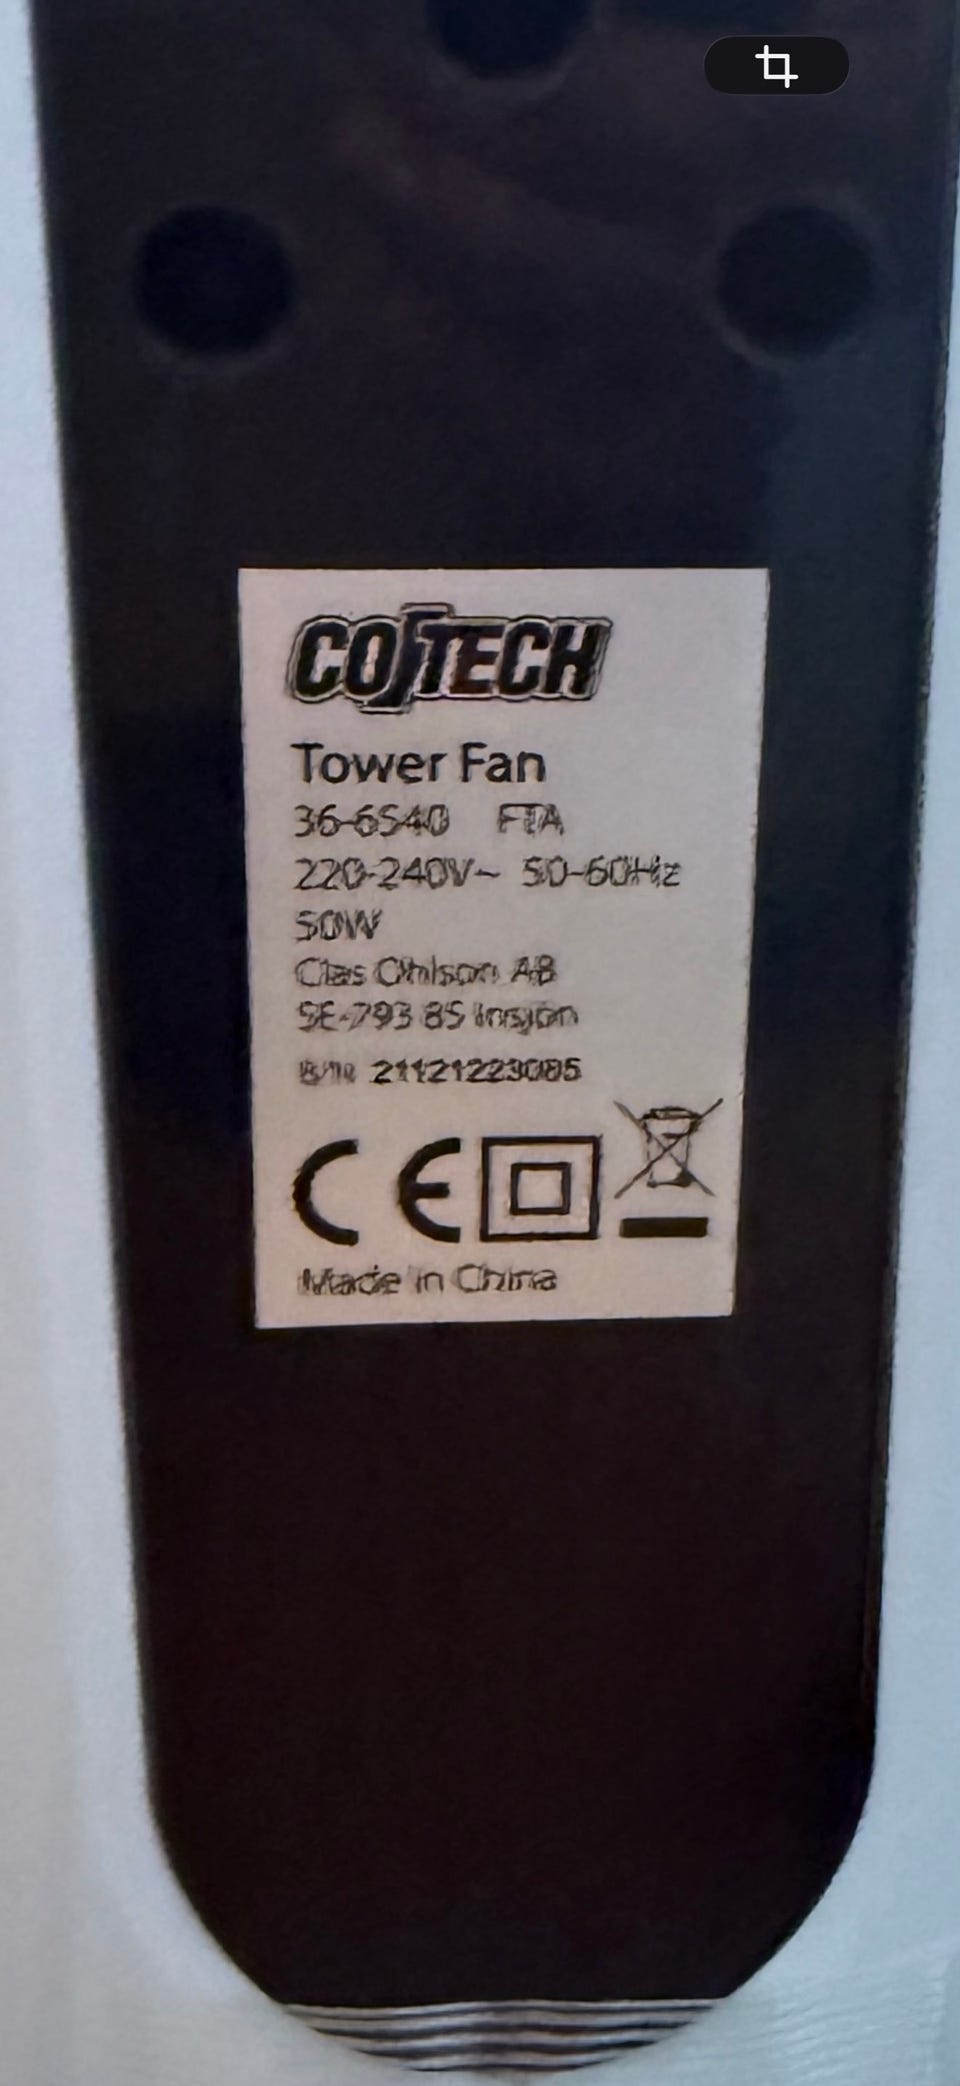 COTECH
Tower Fan
36-6540 FTA
220-240V~ 50-60Hz
50W
Clas Ohlson AB
SE-793 85 Insjön
21121223085
CE
Made in China